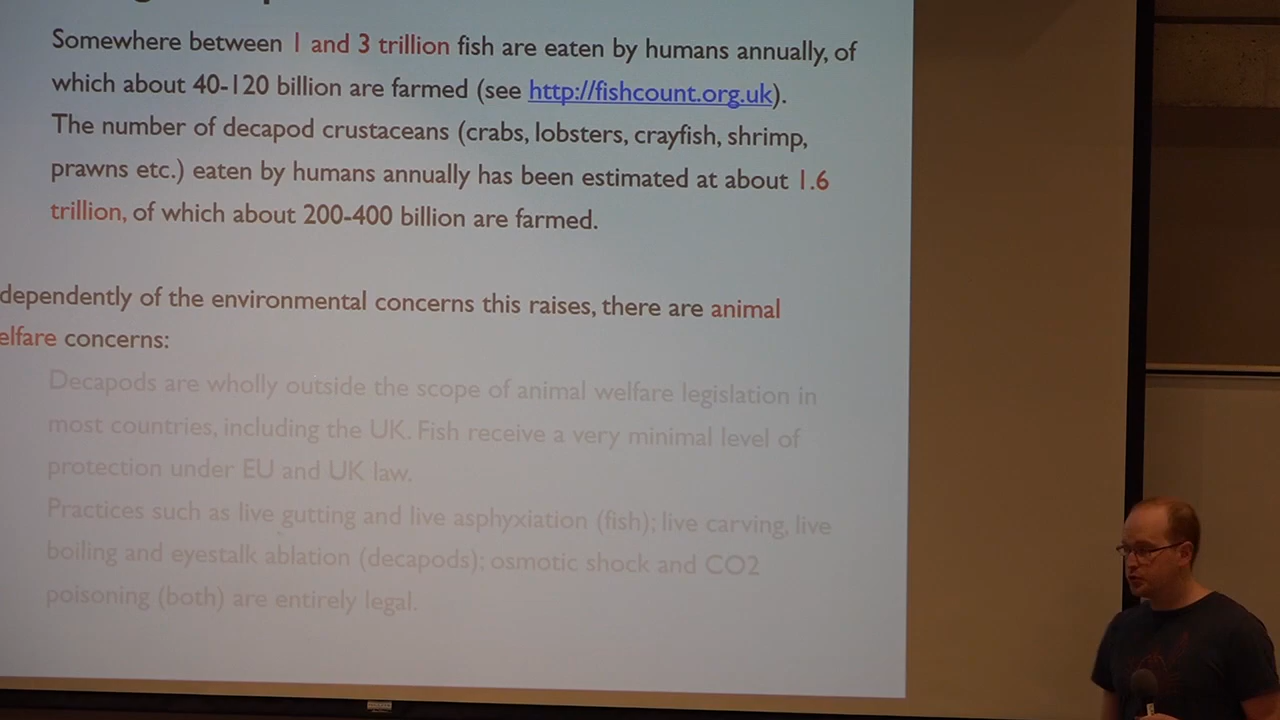 Somewhere between 1 and 3 trillion fish are eaten by humans annually, of
which about 40-120 billion are farmed (see http://fishcount.org.uk).
The number of decapod crustaceans (crabs, lobsters, crayfish, shrimp,
prawns etc.) eaten by humans annually has been estimated at about 1.6
trillion, of which about 200-400 billion are farmed.
dependently of the environmental concerns this raises, there are animal
elfare concerns:
Decapods are wholly outside the scope of animal welfare legislation in
most countries, including the UK. Fish receive a very minimal level of
protection under EU and UK law.
Practices such as live gutting and live asphyxiation (fish); live carving, live
boiling and eyestalk ablation (decapods); osmotic shock and CO2
poisoning (both) are entirely legal.